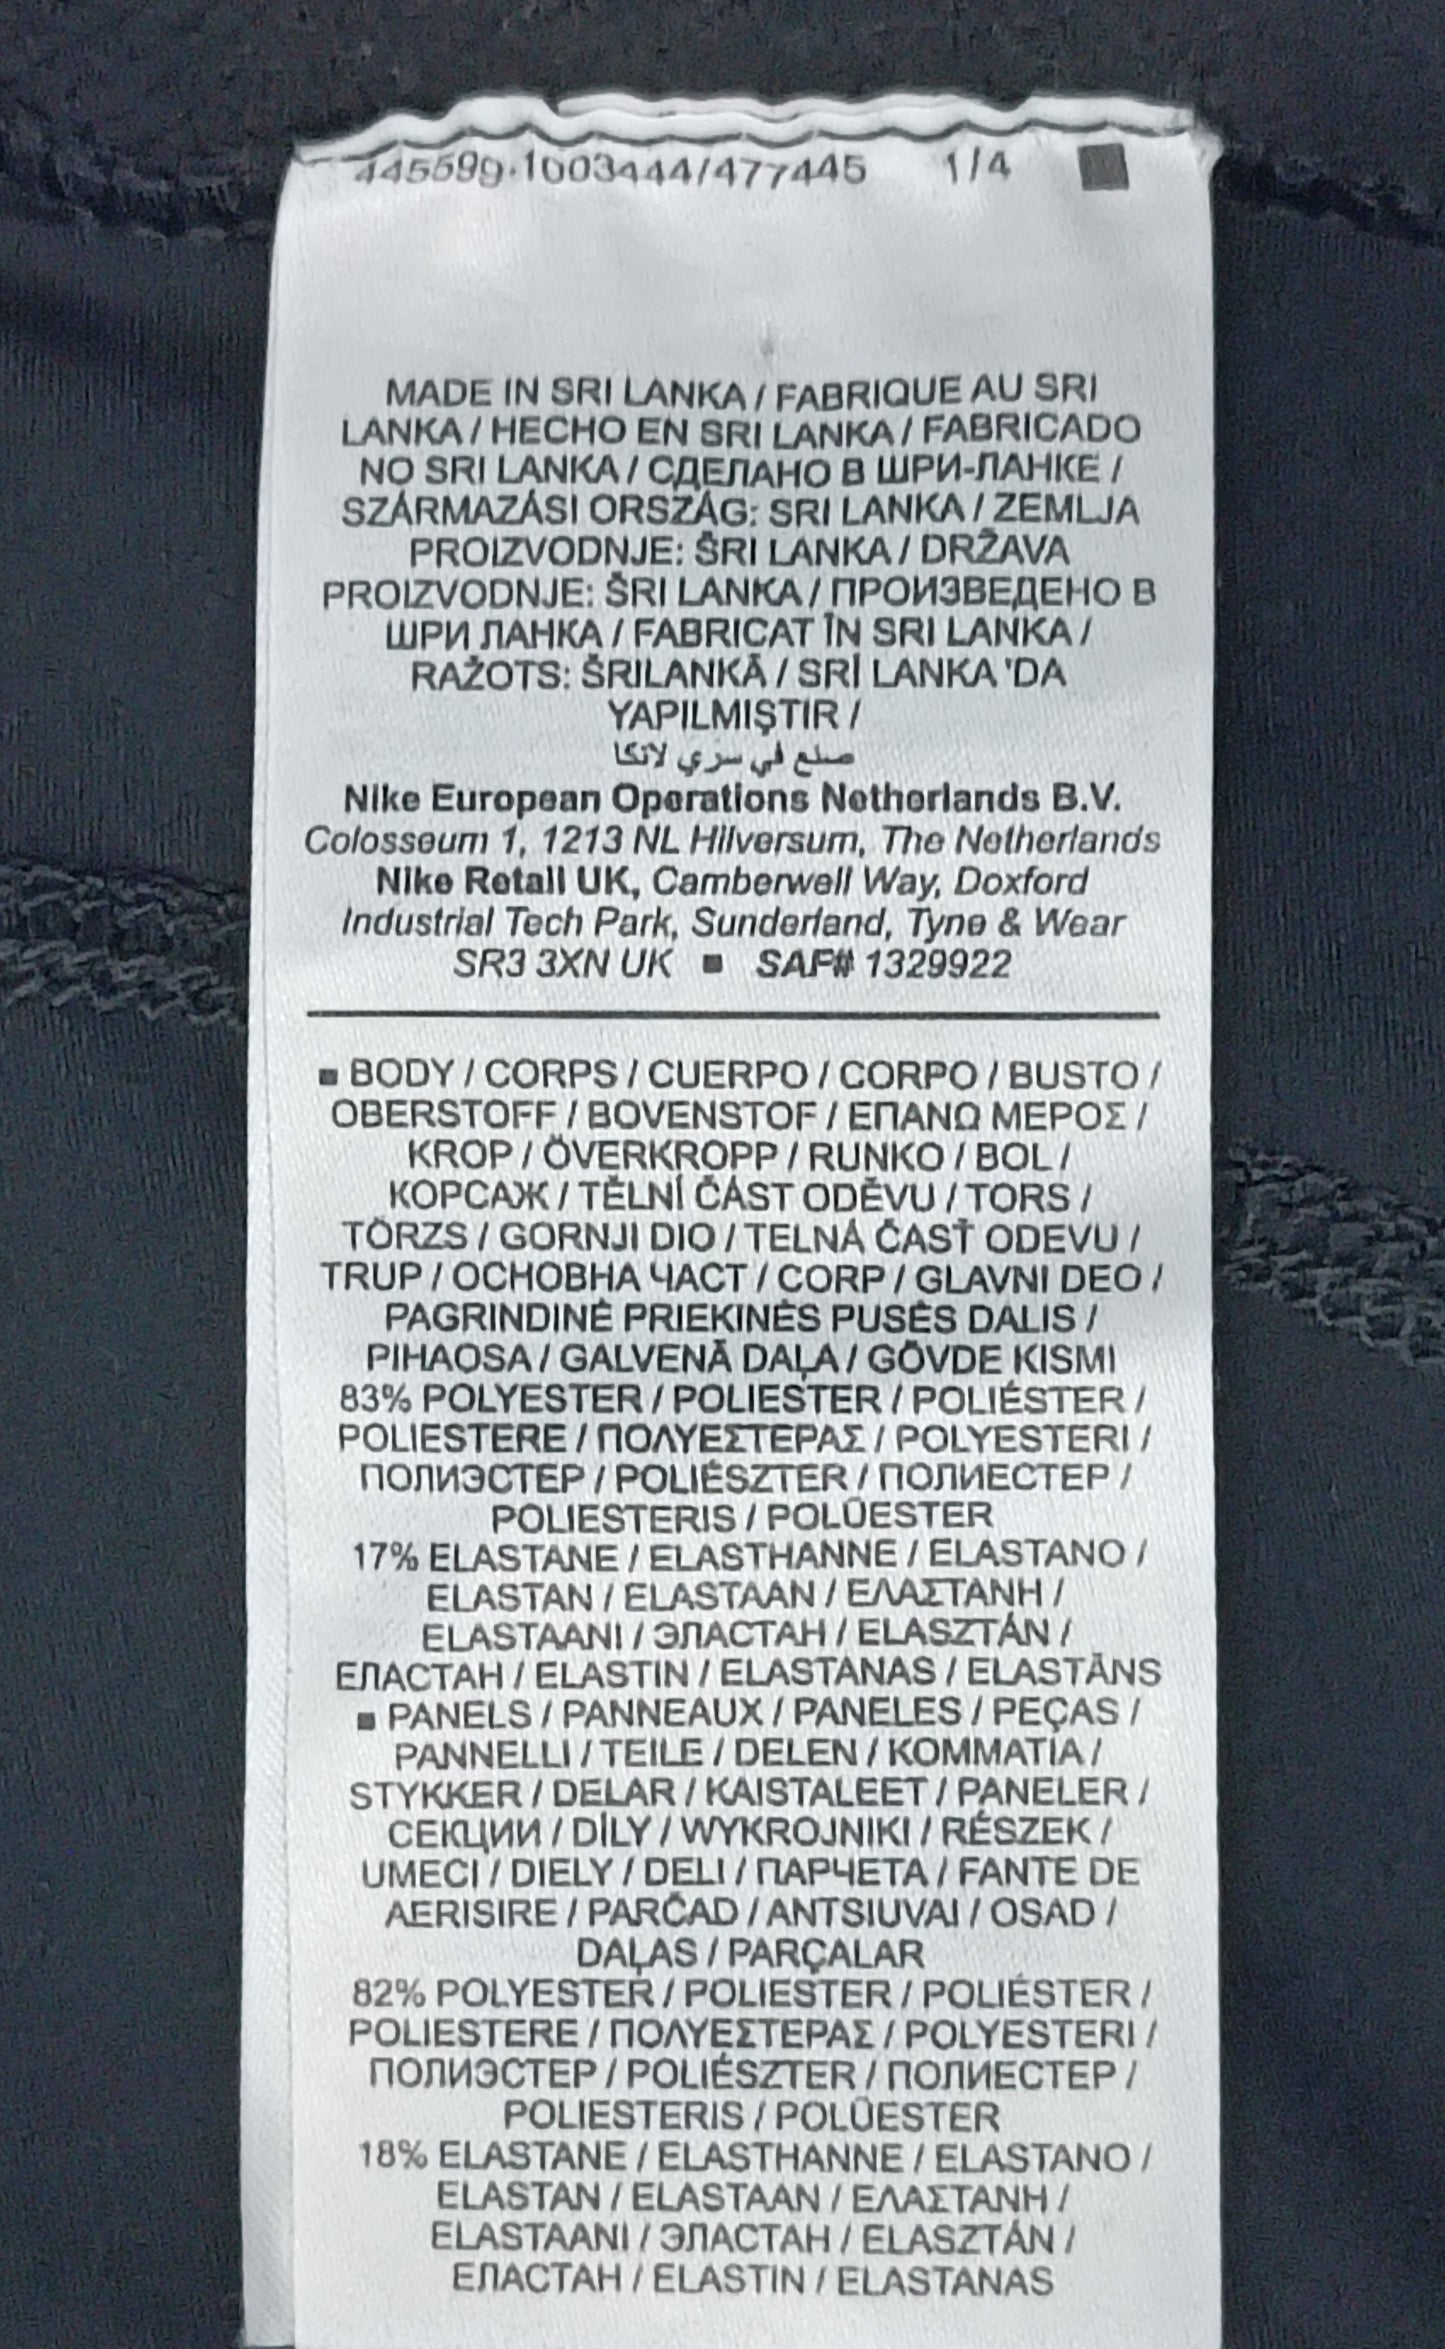 445599-1003444/477445 1/4
MADE IN SRI LANKA / FABRIQUE AU SRI
LANKA / HECHO EN SRI LANKA / FABRICADO
NO SRI LANKA / СДЕЛАНО В ШРИ-ЛАНКЕ /
SZÁRMAZÁSI ORSZÁG: SRI LANKA / ZEMLJA
PROIZVODNJE: ŠRI LANKA / DRŽAVA
PROIZVODNJE: ŠRI LANKA / ПРОИЗВЕДЕНО В
ШРИ ЛАНКА / FABRICAT ÎN SRI LANKA /
RAŽOTS: ŠRILANKĀ / SRİ LANKA 'DA
YAPILMIŞTIR /
صنع في سري لانكا
Nike European Operations Netherlands B.V.
Colosseum 1, 1213 NL Hilversum, The Netherlands
Nike Retail UK, Camberwell Way, Doxford
Industrial Tech Park, Sunderland, Tyne & Wear
SR3 3XN UK ■ SAP# 1329922
■ BODY / CORPS / CUERPO / CORPO / BUSTO /
OBERSTOFF / BOVENSTOF / ΕΠΑΝΩ ΜΕΡΟΣ /
KROP / ÖVERKROPP / RUNKO / BOL /
КОРСАЖ / TĚLNÍ ČÁST ODĚVU / TORS /
TÖRZS / GORNJI DIO / TELNÁ ČASŤ ODEVU /
TRUP / ОСНОВНА ЧАСТ / CORP / GLAVNI DEO /
PAGRINDINĖ PRIEKINĖS PUSĖS DALIS /
PIHAOSA / GALVENĀ DAĻA / GÖVDE KISMI
83% POLYESTER / POLIESTER / POLIÉSTER /
POLIESTERE / ΠΟΛΥΕΣΤΕΡΑΣ / POLYESTERI /
ПОЛИЭСТЕР / POLIÉSZTER / ПОЛИЕСТЕР /
POLIESTERIS / POLÜESTER
17% ELASTANE / ELASTHANNE / ELASTANO /
ELASTAN / ELASTAAN / ΕΛΑΣΤΑΝΗ /
ELASTAANI / ЭЛАСТАН / ELASZTÁN /
ЕЛАСТАН / ELASTIN / ELASTANAS / ELASTĀNS
■ PANELS / PANNEAUX / PANELES / PEÇAS /
PANNELLI / TEILE / DELEN / ΚΟΜΜΑΤΙΑ /
STYKKER / DELAR / KAISTALEET / PANELER /
СЕКЦИИ / DÍLY / WYKROJNIKI / RÉSZEK /
UMECI / DIELY / DELI / ПАРЧЕТА / FANTE DE
AERISIRE / PARČAD / ANTSIUVAI / OSAD /
DAĻAS / PARÇALAR
82% POLYESTER / POLIESTER / POLIÉSTER /
POLIESTERE / ΠΟΛΥΕΣΤΕΡΑΣ / POLYESTERI /
ПОЛИЭСТЕР / POLIÉSZTER / ПОЛИЕСТЕР /
POLIESTERIS / POLÜESTER
18% ELASTANE / ELASTHANNE / ELASTANO /
ELASTAN / ELASTAAN / ΕΛΑΣΤΑΝΗ /
ELASTAANI / ЭЛАСТАН / ELASZTÁN /
ЕЛАСТАН / ELASTIN / ELASTANAS